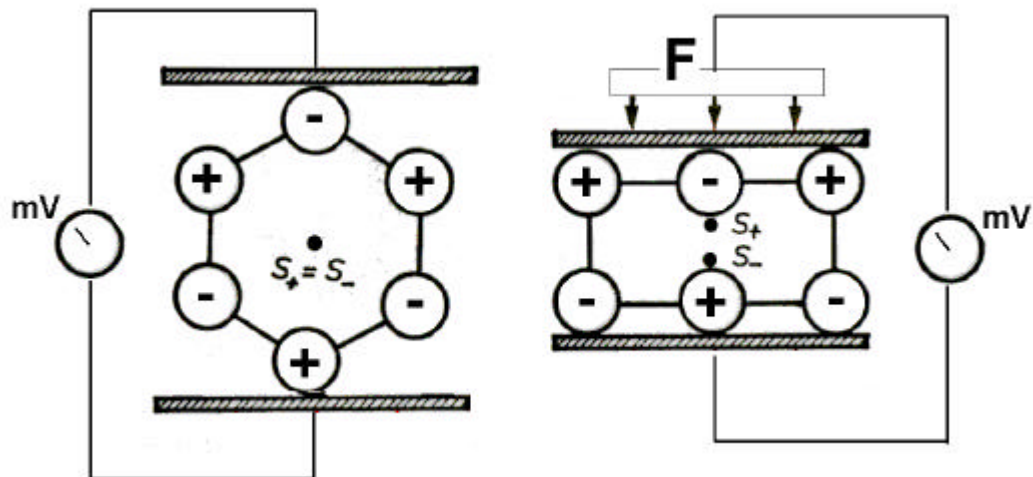 mV
-
+ +
S₊ = S₋
- -
+
F
+ - +
S₊
S₋
- + -
mV